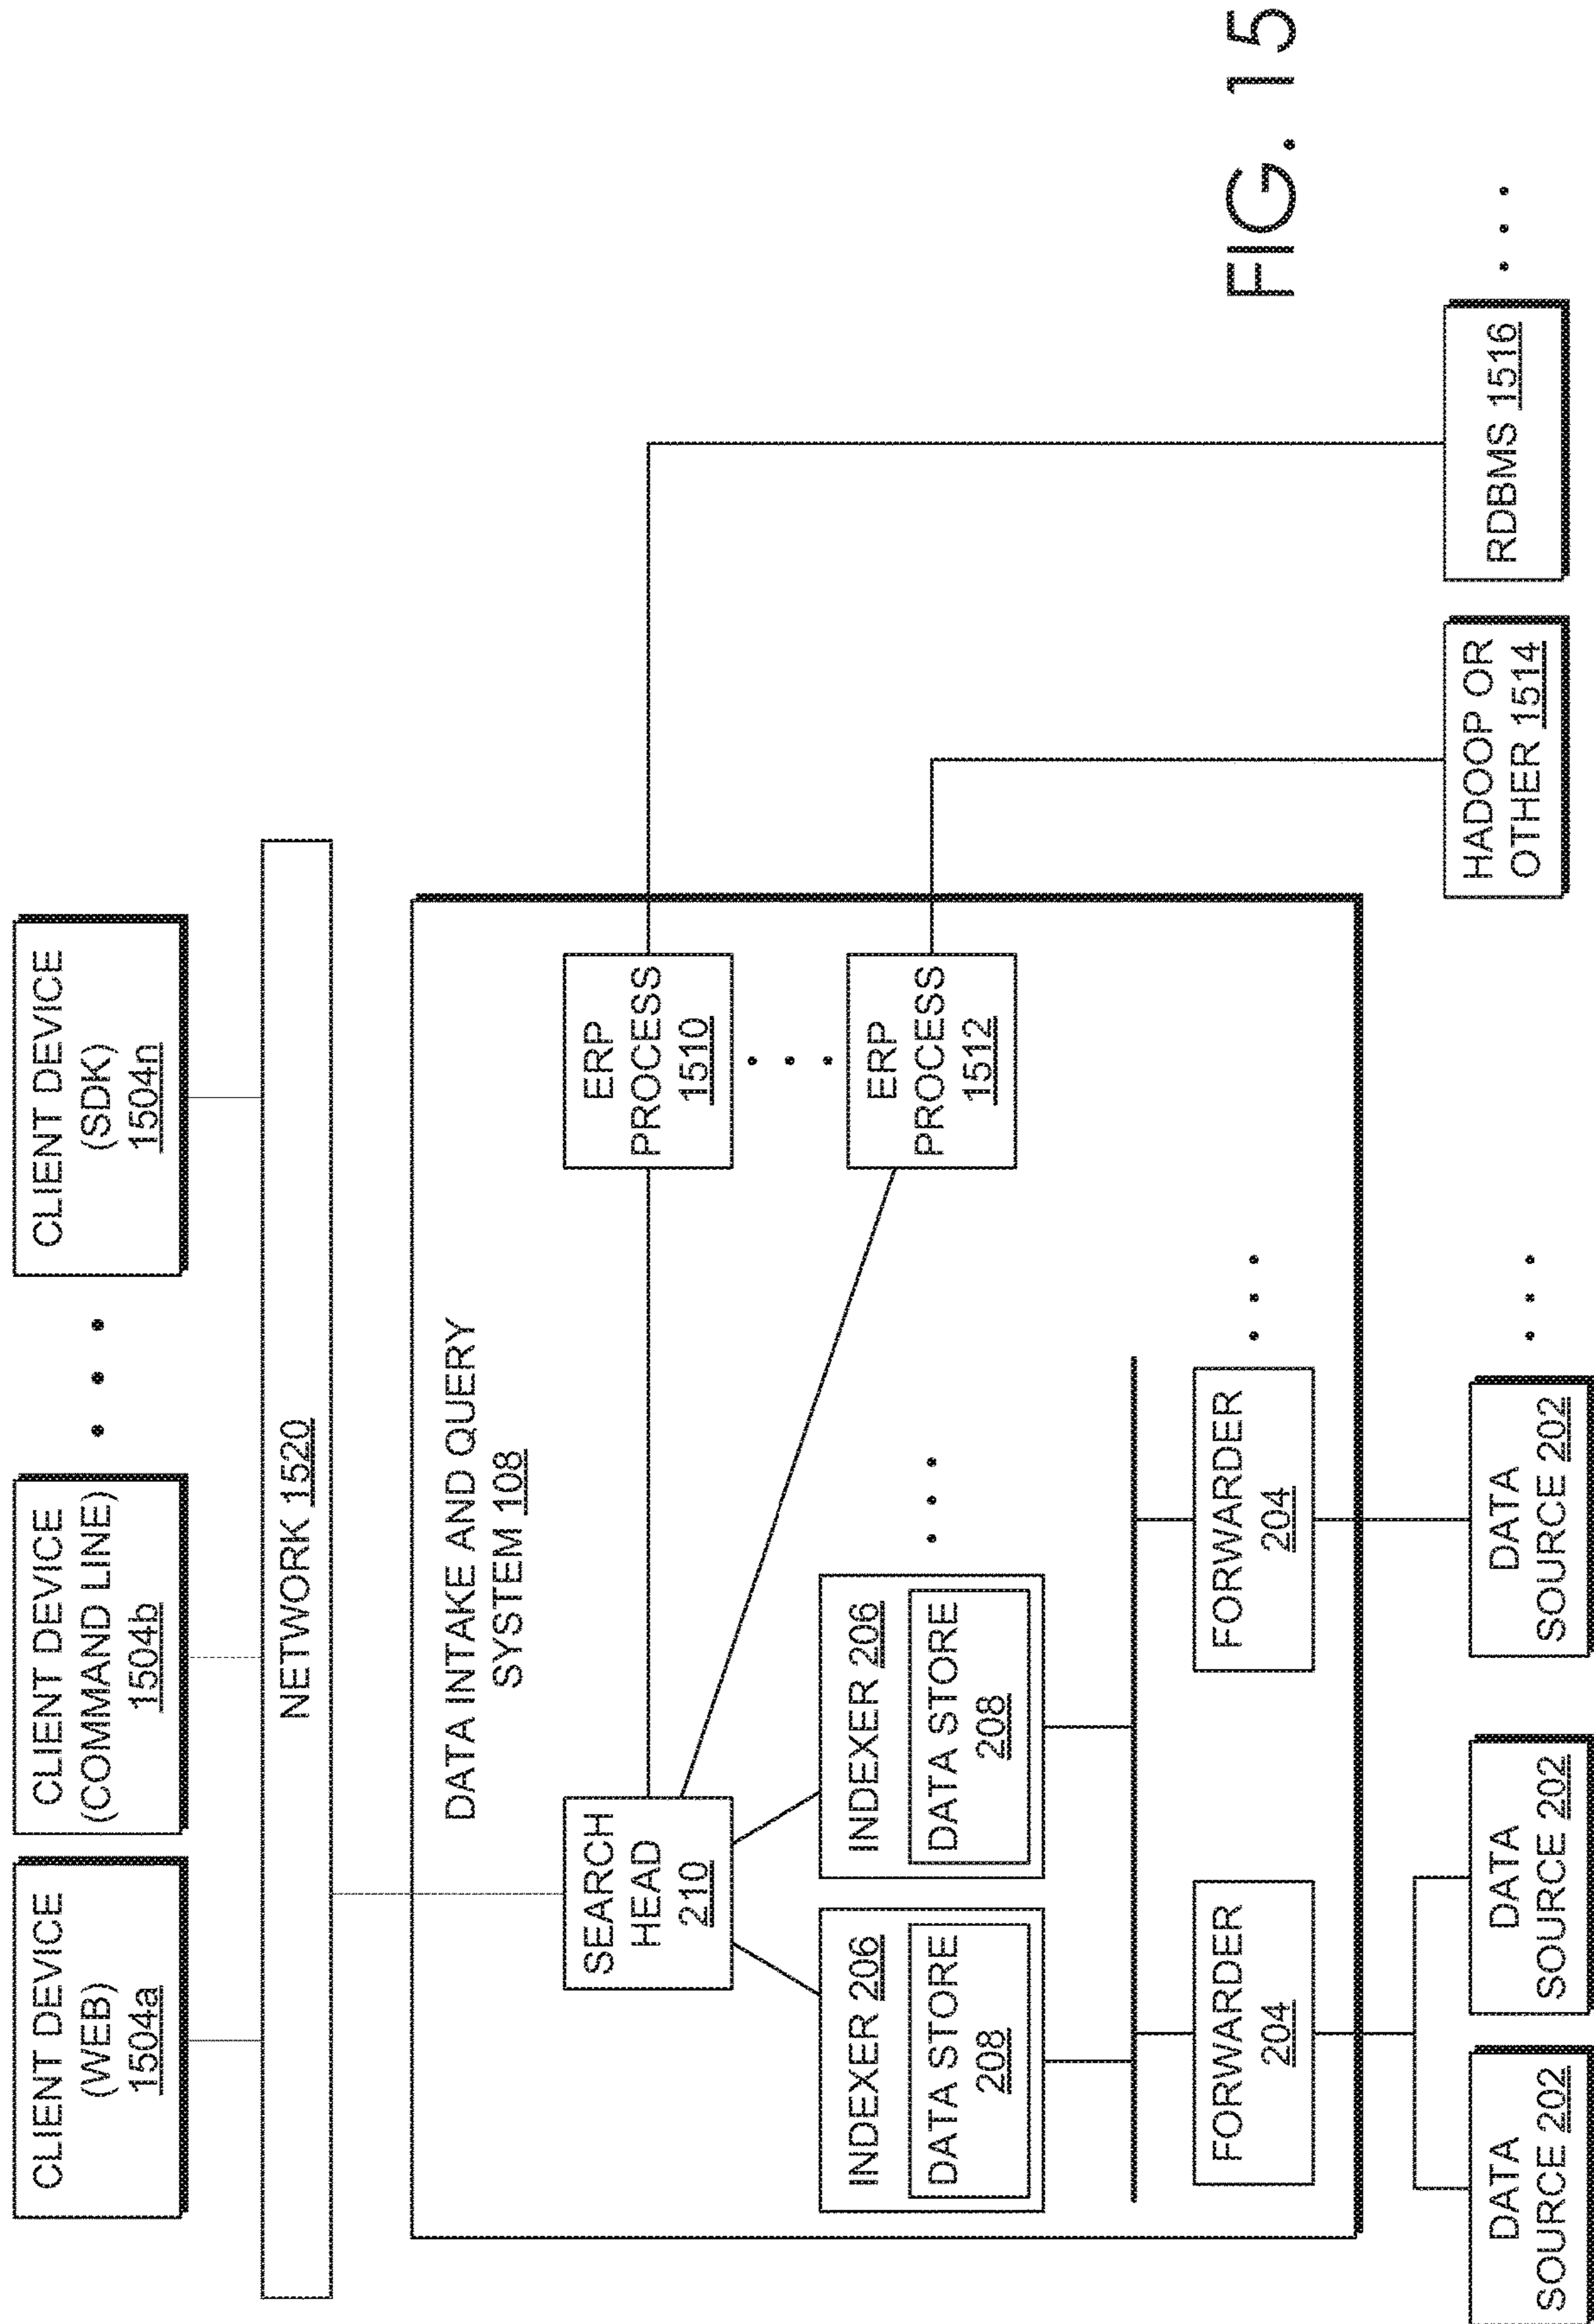 CLIENT DEVICE
(WEB)
1504a
CLIENT DEVICE
(COMMAND LINE)
1504b
CLIENT DEVICE
(SDK)
1504n
NETWORK 1520
DATA INTAKE AND QUERY
SYSTEM 108
SEARCH
HEAD
210
ERP
PROCESS
1510
ERP
PROCESS
1512
INDEXER 206
DATA STORE
208
INDEXER 206
DATA STORE
208
FORWARDER
204
FORWARDER
204
DATA
SOURCE 202
DATA
SOURCE 202
DATA
SOURCE 202
HADOOP OR
OTHER 1514
RDBMS 1516
FIG. 15